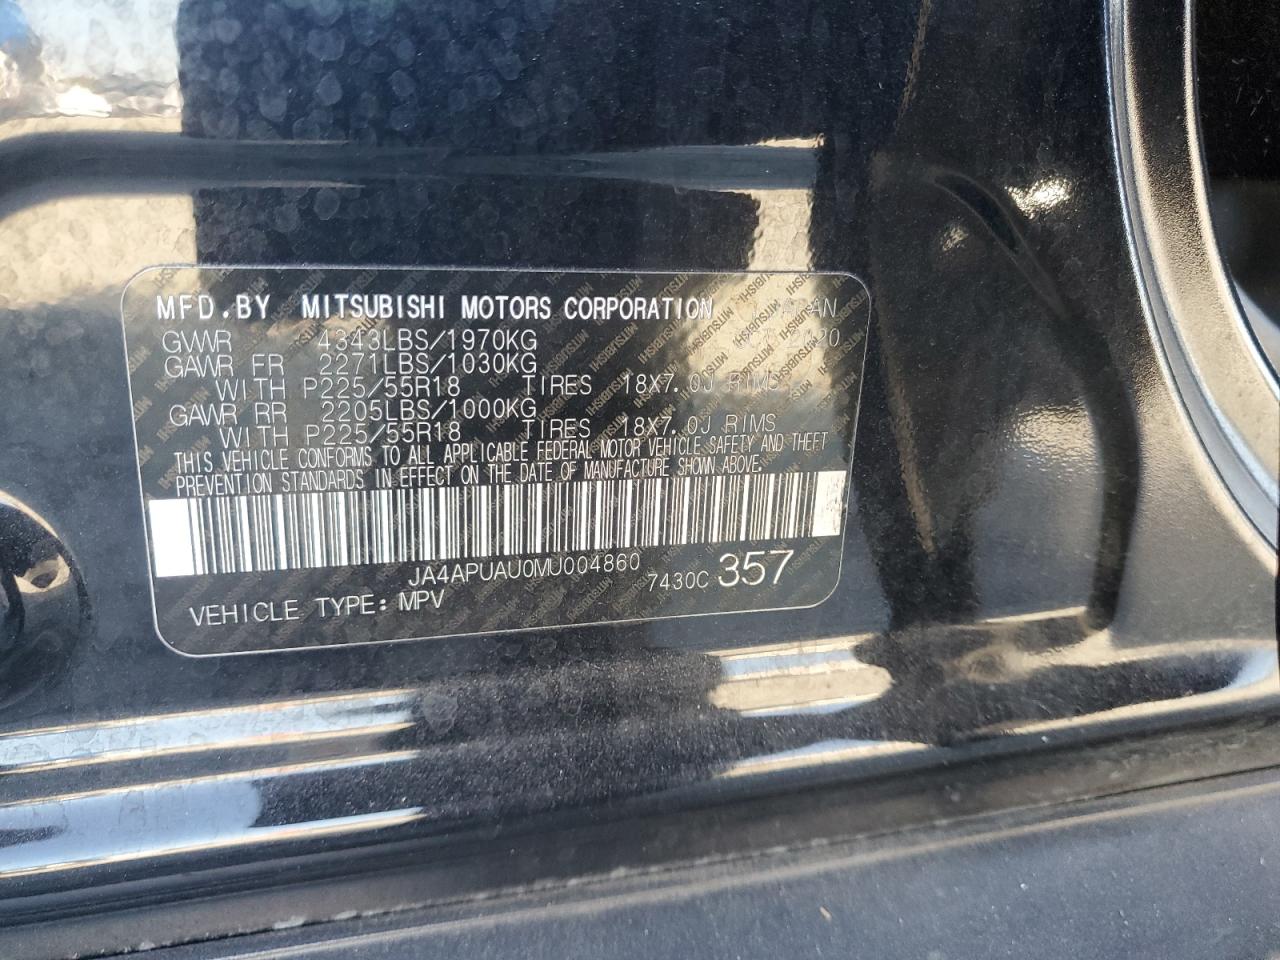 MFD.BY MITSUBISHI MOTORS CORPORATION JAPAN
GVWR 4343LBS/1970KG 2020
GAWR FR 2271LBS/1030KG
WITH P225/55R18 TIRES 18X7.0J RIMS
GAWR RR 2205LBS/1000KG
WITH P225/55R18 TIRES 18X7.0J RIMS
THIS VEHICLE CONFORMS TO ALL APPLICABLE FEDERAL MOTOR VEHICLE SAFETY AND THEFT
PREVENTION STANDARDS IN EFFECT ON THE DATE OF MANUFACTURE SHOWN ABOVE.
JA4APUAU0MU004860 7430C 357
VEHICLE TYPE: MPV